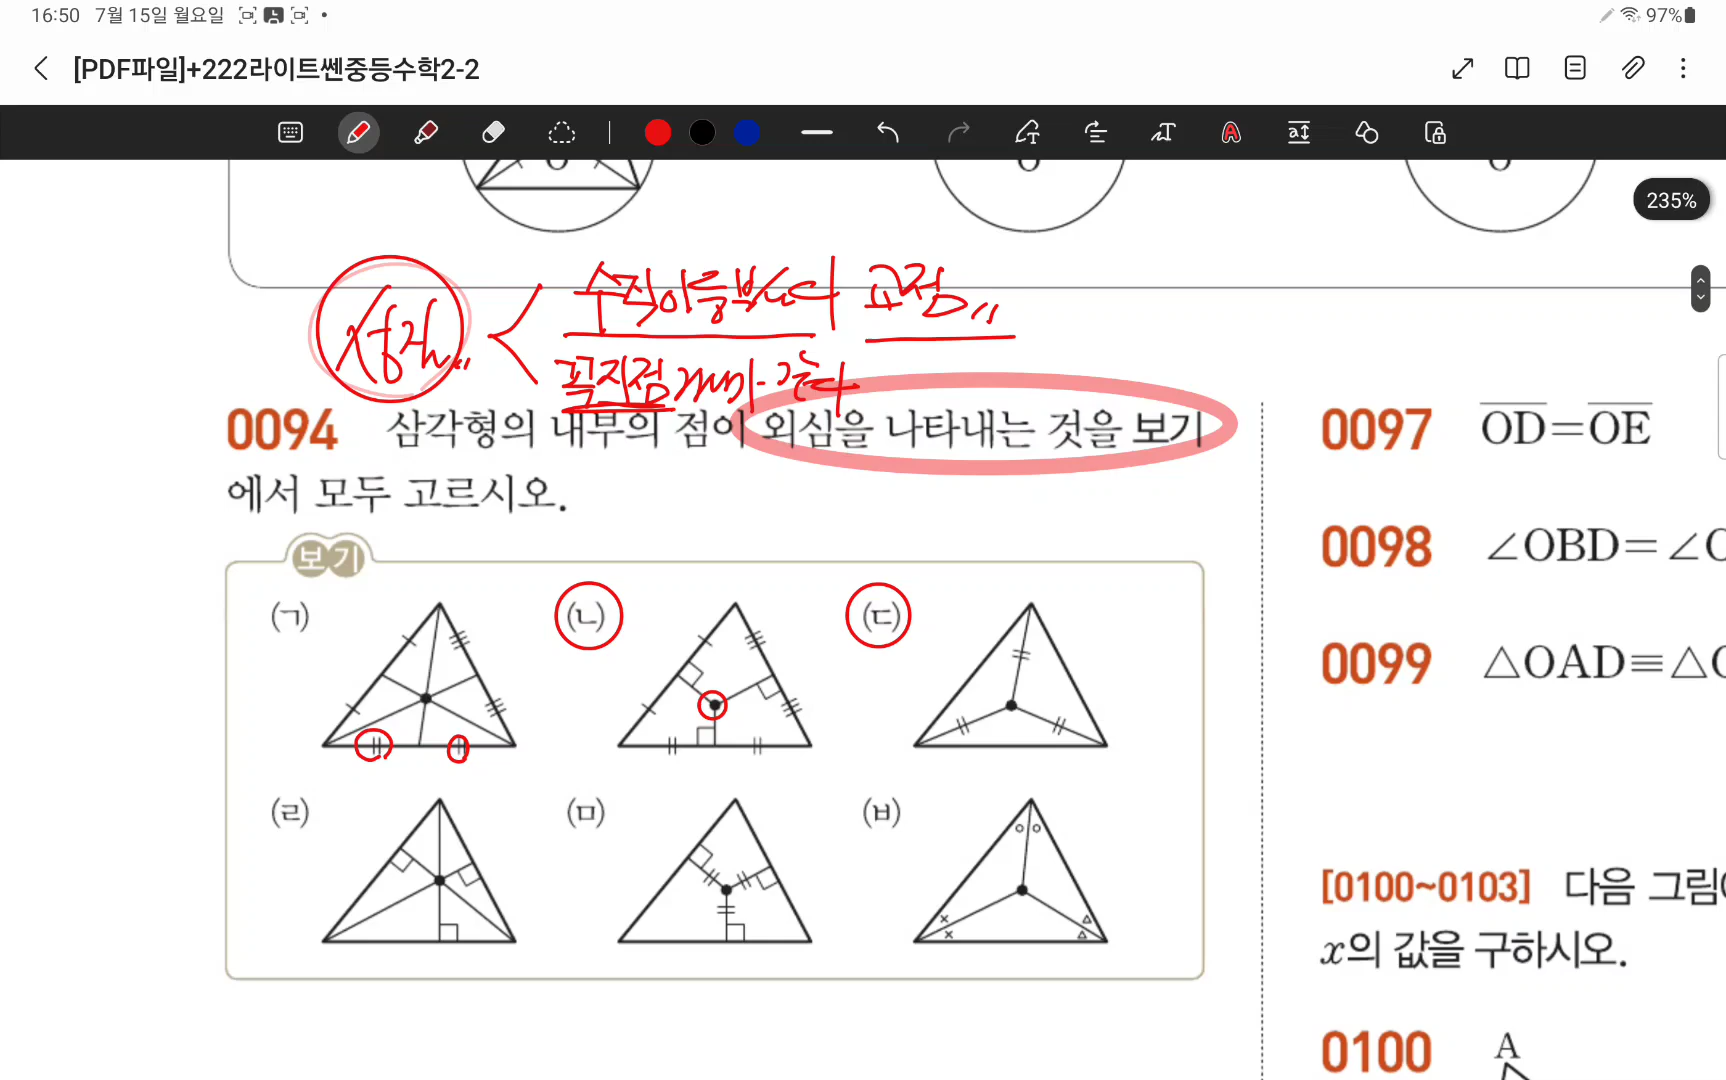 16:50 7월 15일 월요일
97%
[PDF파일]+222라이트쎈중등수학2-2
235%
수직이등분선 교점
꼭지점 거리가 같다
0094 삼각형의 내부의 점이 외심을 나타내는 것을 보기
에서 모두 고르시오.
보기
(ㄱ) (ㄴ) (ㄷ)
(ㄹ) (ㅁ) (ㅂ)
0097 OD=OE
0098 ∠OBD=∠
0099 △OAD≡△
[0100~0103] 다음 그림
x의 값을 구하시오.
0100 A